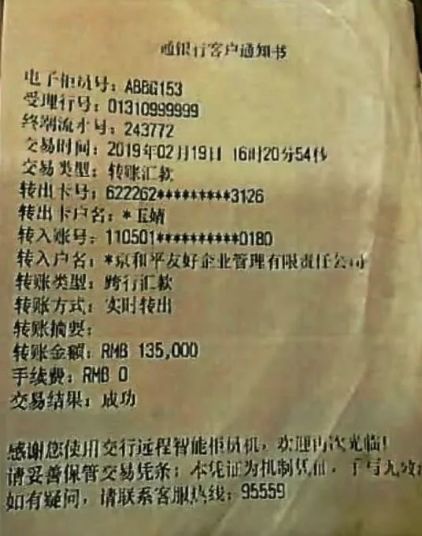 通银行客户通知书
电子柜员号：ABBG153
受理行号：01310999999
终端流水号：243772
交易时间：2019年02月19日 16时20分54秒
交易类型：转账汇款
转出卡号：622262*********3126
转出卡户名：*玉婧
转入账号：110501**********0180
转入户名：*京和平友好企业管理有限责任公司
转账类型：跨行汇款
转账方式：实时转出
转账摘要：
转账金额：RMB 135,000
手续费：RMB 0
交易结果：成功
感谢您使用交行远程智能柜员机，欢迎再次光临！
请妥善保管交易凭条；本凭证为机制凭证，手写无效
如有疑问，请联系客服热线：95559